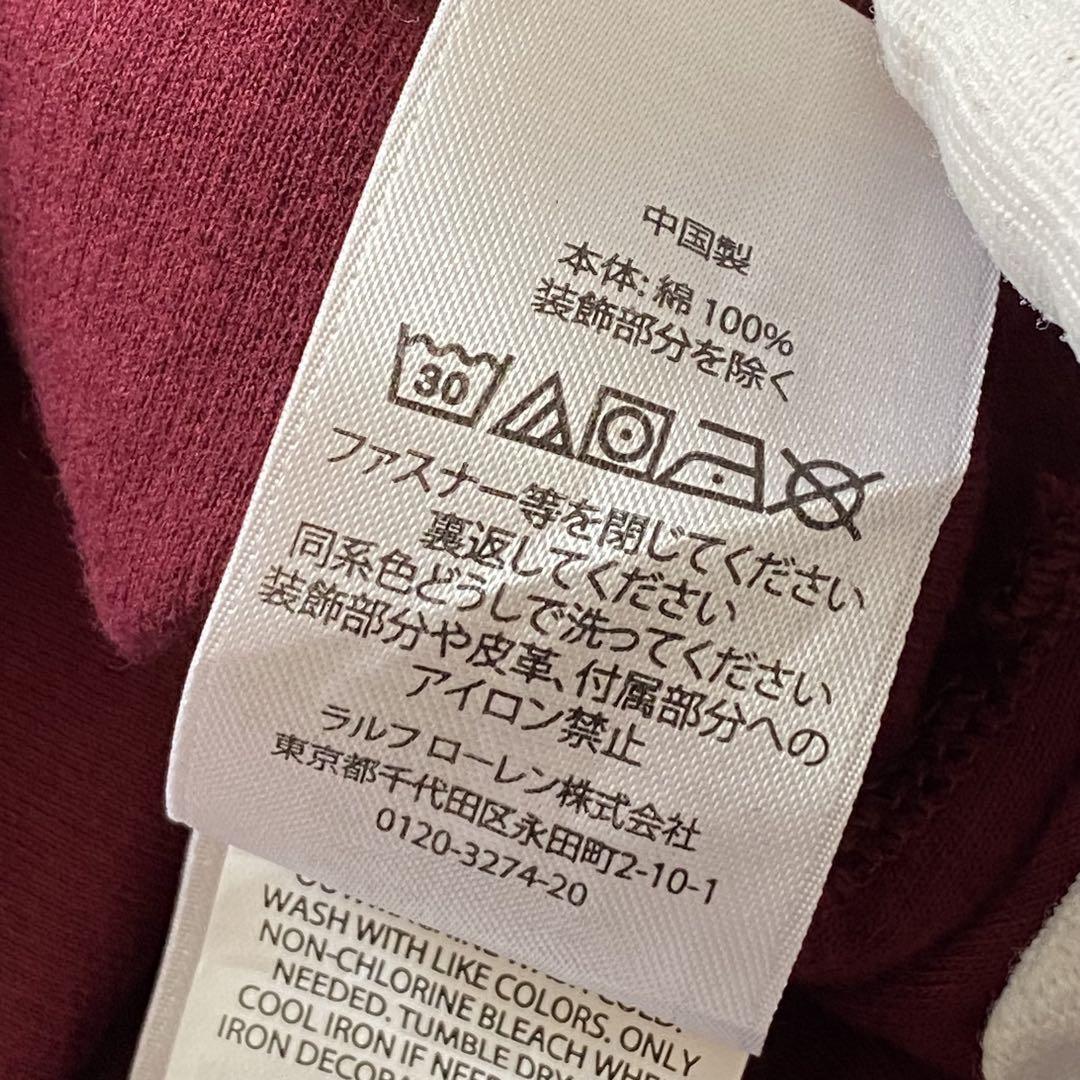 中国製
本体: 綿 100%
装飾部分を除く
30
ファスナー等を閉じてください
裏返してください
同系色どうしで洗ってください
装飾部分や皮革、付属部分への
アイロン禁止
ラルフ ローレン株式会社
東京都千代田区永田町2-10-1
0120-3274-20
WASH WITH LIKE COLORS. ONLY
NON-CHLORINE BLEACH WHE
NEEDED. TUMBLE DRY
COOL IRON IF NEED
IRON DECORA